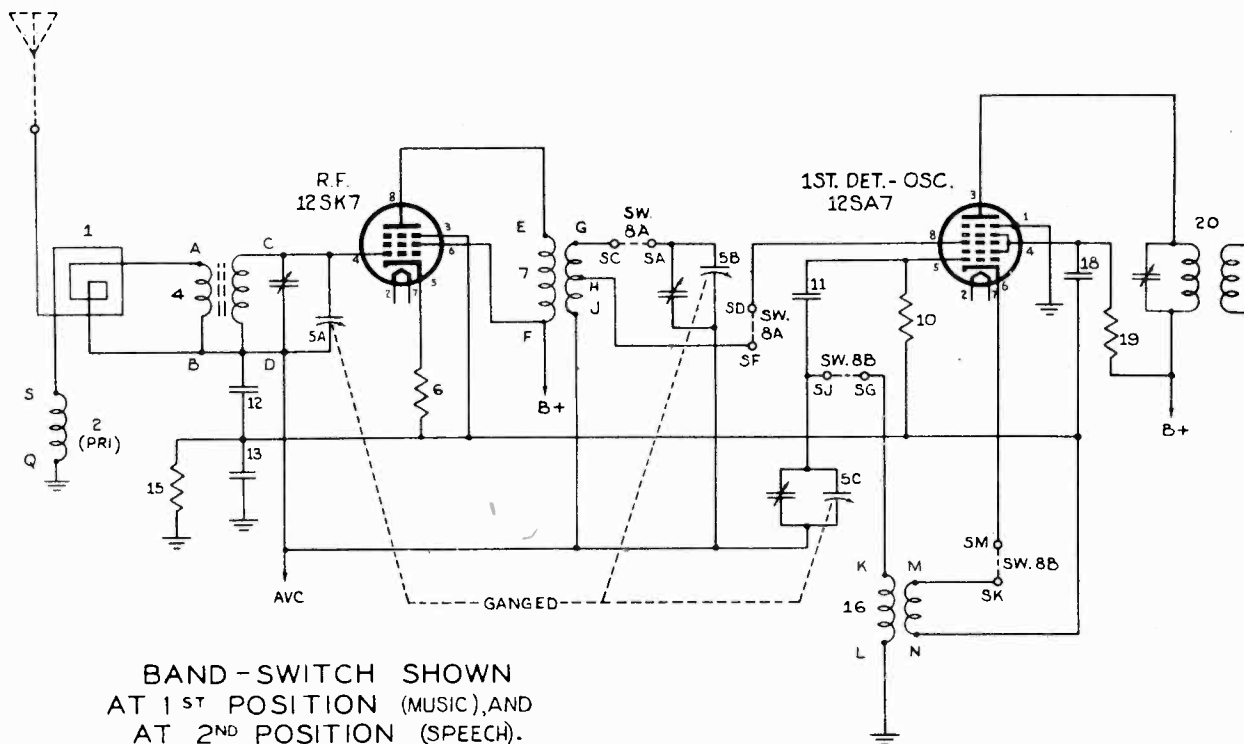 R.F.
12SK7
1ST. DET.-OSC.
12SA7
1
A
4
B
C
D
5A
S
2
(PRI)
Q
12
13
15
AVC
8
3
6
4
5
2
7
6
E
7
F
B+
G
H
J
SW.
8A
SC
SA
5B
SD
SW.
8A
SF
11
10
SW. 8B
SJ
SG
5C
3
1
8
4
5
6
2
7
18
19
20
B+
SM
SW. 8B
SK
K
M
16
L
N
GANGED
BAND-SWITCH SHOWN
AT 1ST POSITION (MUSIC), AND
AT 2ND POSITION (SPEECH).